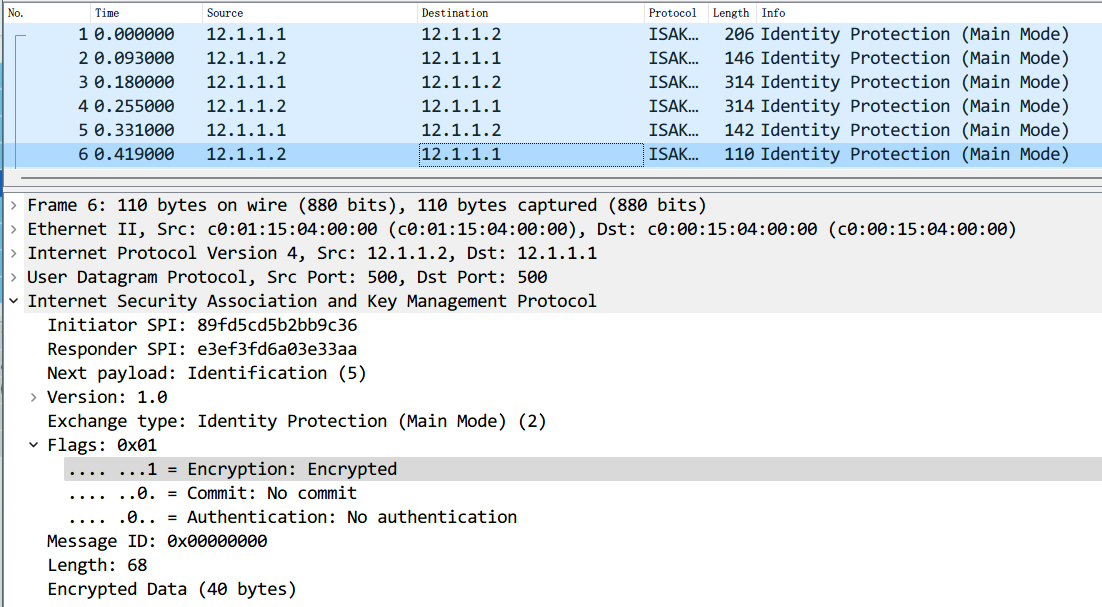 No. Time Source Destination Protocol Length Info
1 0.000000 12.1.1.1 12.1.1.2 ISAK… 206 Identity Protection (Main Mode)
2 0.093000 12.1.1.2 12.1.1.1 ISAK… 146 Identity Protection (Main Mode)
3 0.180000 12.1.1.1 12.1.1.2 ISAK… 314 Identity Protection (Main Mode)
4 0.255000 12.1.1.2 12.1.1.1 ISAK… 314 Identity Protection (Main Mode)
5 0.331000 12.1.1.1 12.1.1.2 ISAK… 142 Identity Protection (Main Mode)
6 0.419000 12.1.1.2 12.1.1.1 ISAK… 110 Identity Protection (Main Mode)
Frame 6: 110 bytes on wire (880 bits), 110 bytes captured (880 bits)
Ethernet II, Src: c0:01:15:04:00:00 (c0:01:15:04:00:00), Dst: c0:00:15:04:00:00 (c0:00:15:04:00:00)
Internet Protocol Version 4, Src: 12.1.1.2, Dst: 12.1.1.1
User Datagram Protocol, Src Port: 500, Dst Port: 500
Internet Security Association and Key Management Protocol
Initiator SPI: 89fd5cd5b2bb9c36
Responder SPI: e3ef3fd6a03e33aa
Next payload: Identification (5)
Version: 1.0
Exchange type: Identity Protection (Main Mode) (2)
Flags: 0x01
.... ...1 = Encryption: Encrypted
.... ..0. = Commit: No commit
.... .0.. = Authentication: No authentication
Message ID: 0x00000000
Length: 68
Encrypted Data (40 bytes)